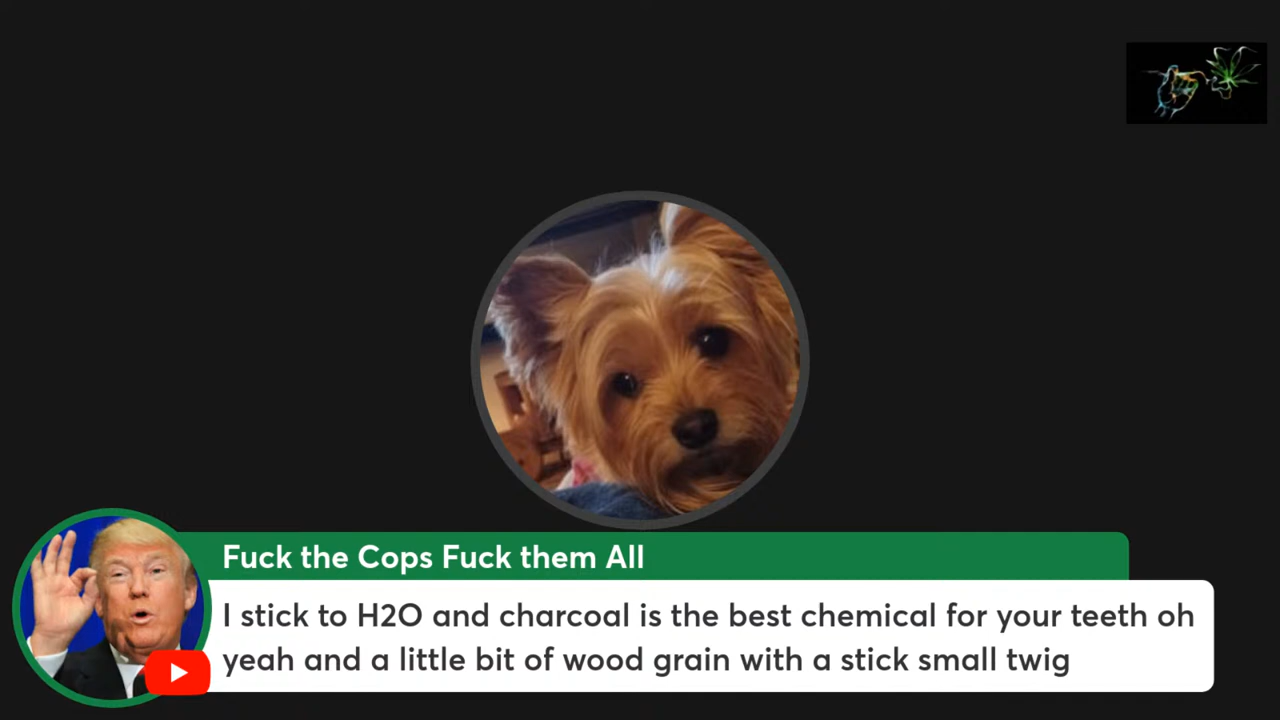 Fuck the Cops Fuck them All
I stick to H2O and charcoal is the best chemical for your teeth oh
yeah and a little bit of wood grain with a stick small twig